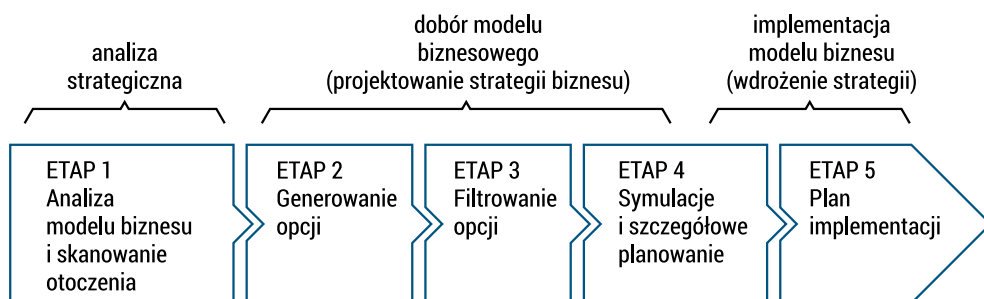 analiza
strategiczna
dobór modelu
biznesowego
(projektowanie strategii biznesu)
implementacja
modelu biznesu
(wdrożenie strategii)
ETAP 1
Analiza
modelu biznesu
i skanowanie
otoczenia
ETAP 2
Generowanie
opcji
ETAP 3
Filtrowanie
opcji
ETAP 4
Symulacje
i szczegółowe
planowanie
ETAP 5
Plan
implementacji